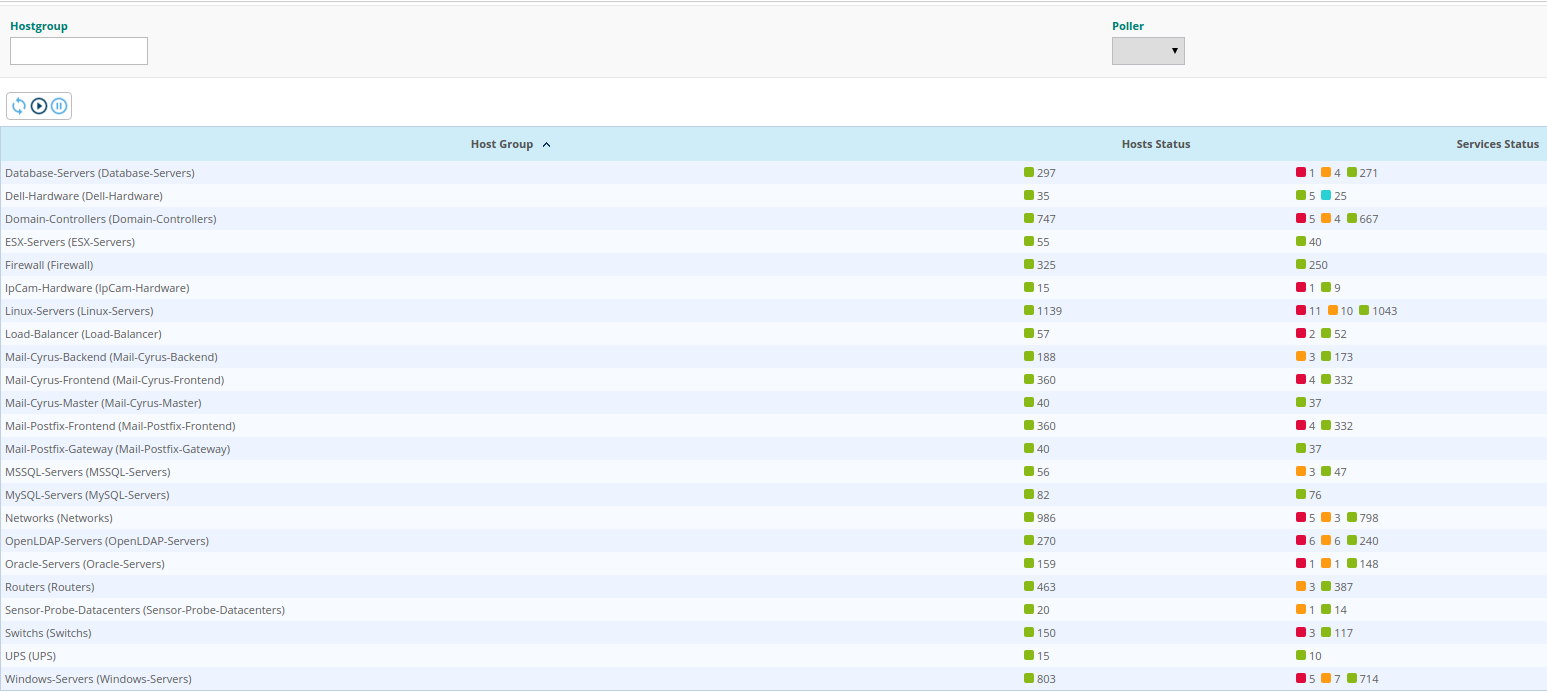 Hostgroup Poller
Host Group Hosts Status Services Status
Database-Servers (Database-Servers) 297 1 4 271
Dell-Hardware (Dell-Hardware) 35 5 25
Domain-Controllers (Domain-Controllers) 747 5 4 667
ESX-Servers (ESX-Servers) 55 40
Firewall (Firewall) 325 250
IpCam-Hardware (IpCam-Hardware) 15 1 9
Linux-Servers (Linux-Servers) 1139 11 10 1043
Load-Balancer (Load-Balancer) 57 2 52
Mail-Cyrus-Backend (Mail-Cyrus-Backend) 188 3 173
Mail-Cyrus-Frontend (Mail-Cyrus-Frontend) 360 4 332
Mail-Cyrus-Master (Mail-Cyrus-Master) 40 37
Mail-Postfix-Frontend (Mail-Postfix-Frontend) 360 4 332
Mail-Postfix-Gateway (Mail-Postfix-Gateway) 40 37
MSSQL-Servers (MSSQL-Servers) 56 3 47
MySQL-Servers (MySQL-Servers) 82 76
Networks (Networks) 986 5 3 798
OpenLDAP-Servers (OpenLDAP-Servers) 270 6 6 240
Oracle-Servers (Oracle-Servers) 159 1 1 148
Routers (Routers) 463 3 387
Sensor-Probe-Datacenters (Sensor-Probe-Datacenters) 20 1 14
Switchs (Switchs) 150 3 117
UPS (UPS) 15 10
Windows-Servers (Windows-Servers) 803 5 7 714